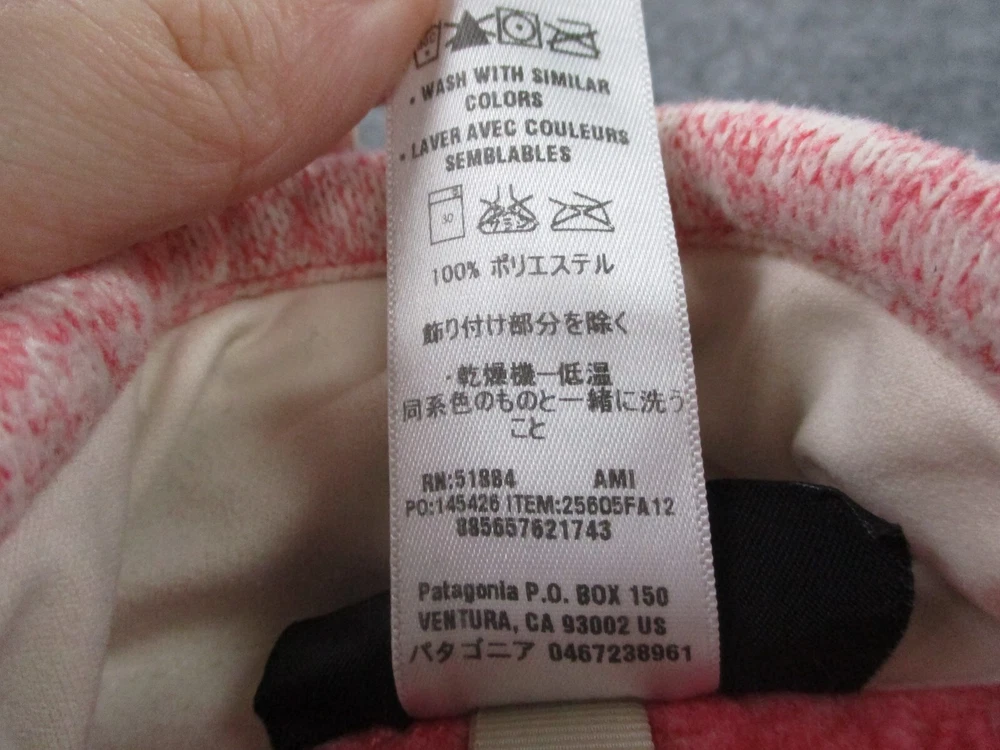 • WASH WITH SIMILAR
COLORS
• LAVER AVEC COULEURS
SEMBLABLES
30
100% ポリエステル
飾り付け部分を除く
・乾燥機ー低温
同系色のものと一緒に洗う
こと
RN:51884 AMI
PO:145426 ITEM:25605FA12
885657621743
Patagonia P.O. BOX 150
VENTURA, CA 93002 US
パタゴニア 0467238961